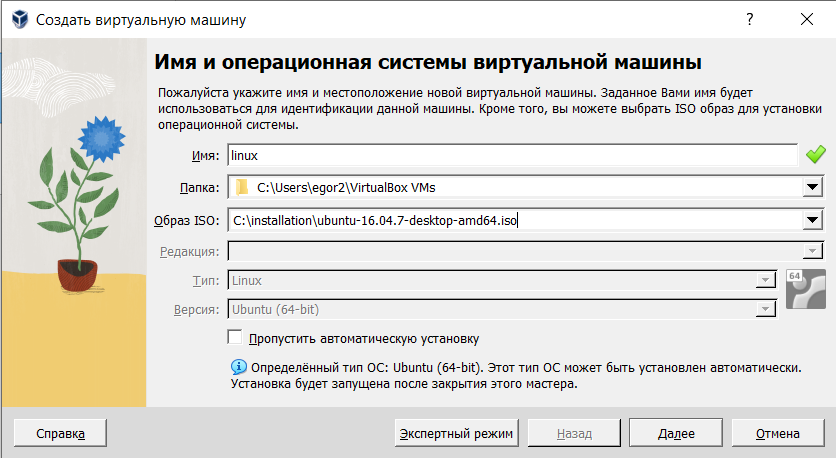 Создать виртуальную машину
?
Имя и операционная системы виртуальной машины
Пожалуйста укажите имя и местоположение новой виртуальной машины. Заданное Вами имя будет
использоваться для идентификации данной машины. Кроме того, вы можете выбрать ISO образ для установки
операционной системы.
Имя: linux
Папка: C:\Users\egor2\VirtualBox VMs
Образ ISO: C:\installation\ubuntu-16.04.7-desktop-amd64.iso
Редакция:
Тип: Linux
64
Версия: Ubuntu (64-bit)
Пропустить автоматическую установку
Определённый тип ОС: Ubuntu (64-bit). Этот тип ОС может быть установлен автоматически.
Установка будет запущена после закрытия этого мастера.
Справка Экспертный режим Назад Далее Отмена